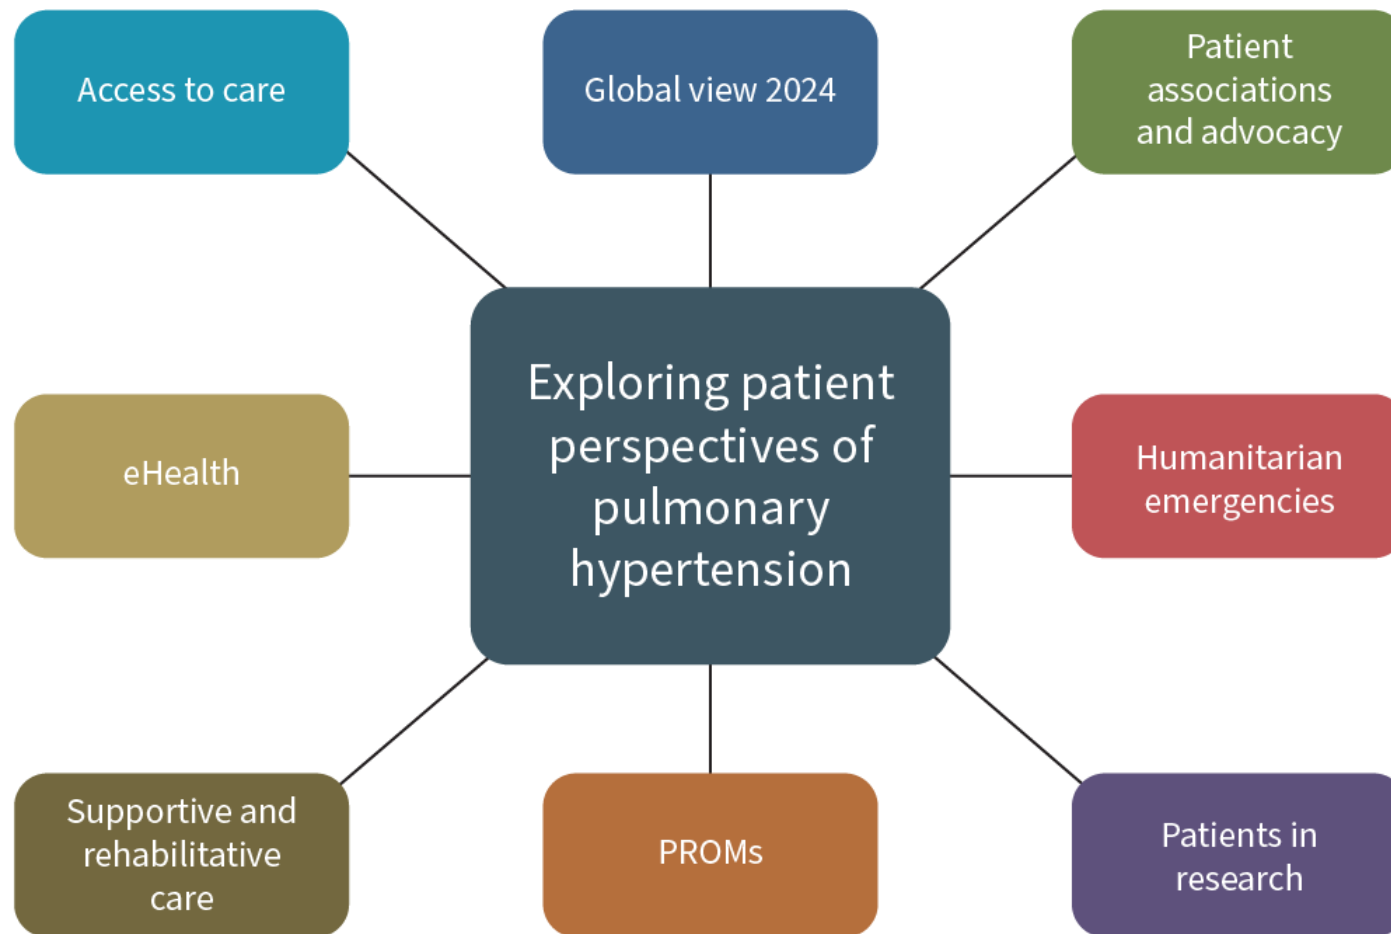 Access to care
Global view 2024
Patient
associations
and advocacy
Exploring patient
perspectives of
pulmonary
hypertension
eHealth
Humanitarian
emergencies
Supportive and
rehabilitative
care
PROMs
Patients in
research